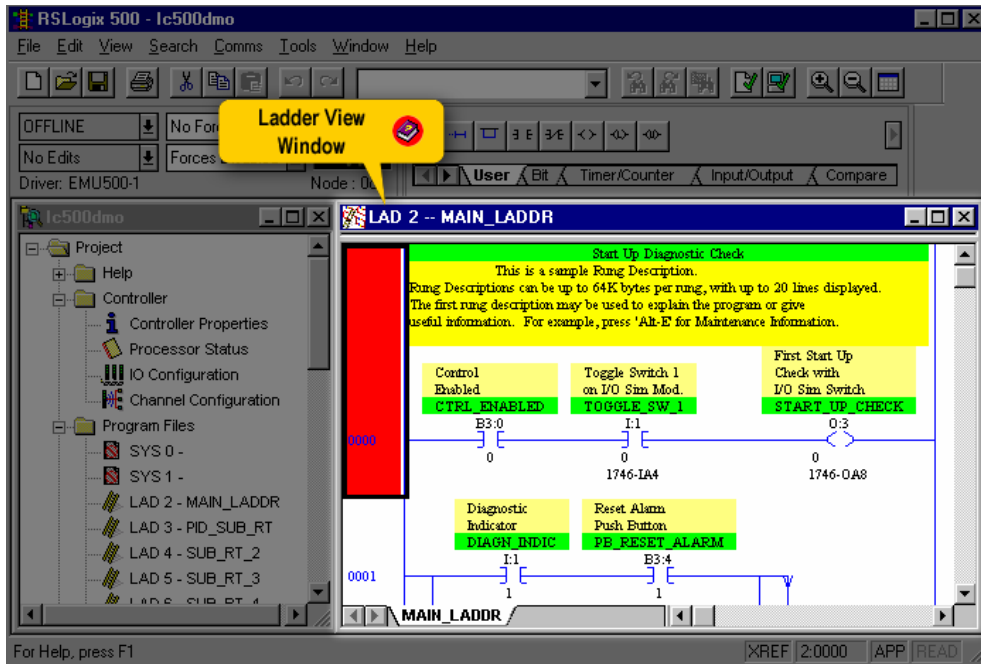 RSLogix 500 - lc500dmo
File Edit View Search Comms Tools Window Help
OFFLINE
No Edits
Forces
Driver: EMU500-1
Node :
Ladder View
Window
User Bit Timer/Counter Input/Output Compare
lc500dmo
Project
Help
Controller
Controller Properties
Processor Status
IO Configuration
Channel Configuration
Program Files
SYS 0 -
SYS 1 -
LAD 2 - MAIN_LADDR
LAD 3 - PID_SUB_RT
LAD 4 - SUB_RT_2
LAD 5 - SUB_RT_3
LAD 2 -- MAIN_LADDR
Start Up Diagnostic Check
This is a sample Rung Description.
Rung Descriptions can be up to 64K bytes per rung, with up to 20 lines displayed.
The first rung description may be used to explain the program or give
useful information. For example, press 'Alt-E' for Maintenance Information.
Control
Enabled
CTRL_ENABLED
B3:0
0
Toggle Switch 1
on I/O Sim Mod.
TOGGLE_SW_1
I:1
0
1746-IA4
First Start Up
Check with
I/O Sim Switch
START_UP_CHECK
O:3
0
1746-OA8
0000
Diagnostic
Indicator
DIAGN_INDIC
I:1
1
Reset Alarm
Push Button
PB_RESET_ALARM
B3:4
1
0001
MAIN_LADDR
For Help, press F1
XREF 2:0000 APP READ